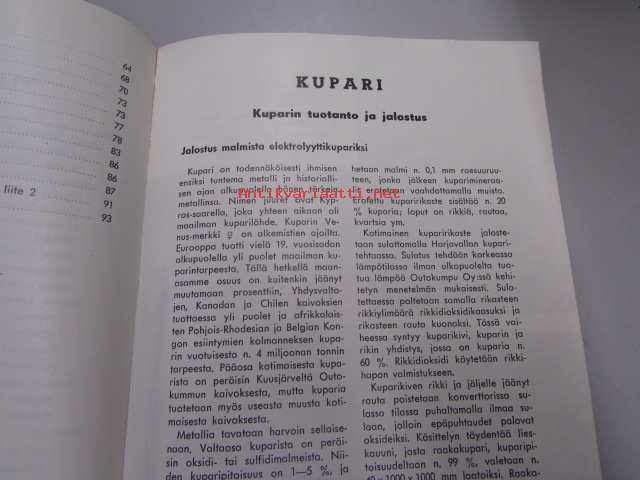 64
68
70
73
73
77
78
83
86
86
liite 2 87
91
93
KUPARI
Kuparin tuotanto ja jalostus
Jalostus malmista elektrolyyttikupariksi
Kupari on todennäköisesti ihmisen
ensiksi tuntema metalli ja historialli-
sen ajan alkupuolella hänen tärkein
metallinsa. Nimen juuret ovat Kyp-
ros-saarella, joka yhteen aikaan oli
maailman kuparilähde. Kuparin Ve-
nus-merkki ♀ on alkemistien ajoilta.
Eurooppa tuotti vielä 19. vuosisadan
alkupuolella yli puolet maailman ku-
paritarpeesta. Tällä hetkellä maan-
osamme osuus on kuitenkin jäänyt
muutamaan prosenttiin, Yhdysvalto-
jen, Kanadan ja Chilen kaivoksien
tuottaessa yli puolet ja afrikkalais-
ten Pohjois-Rhodesian ja Belgian Kon-
gon esiintymien kolmanneksen kupa-
rin vuotuisesta n. 4 miljoonan tonnin
tarpeesta. Pääosa kotimaisesta kupa-
rista on peräisin Kuusjärveltä Outo-
kummun kaivoksesta, mutta kuparia
tuotetaan myös useasta muusta koti-
maisesta kaivoksesta.
Metallia tavataan harvoin sellaise-
naan. Valtaosa kuparista on peräi-
sin oksidi- tai sulfidimalmeista. Nii-
den kuparipitoisuus on 1—5 %, ja
hetaan malmi n. 0,1 mm raesuuruu-
teen, jonka jälkeen kuparimineraa-
li erotetaan vaahdottamalla muista.
Erotettu kuparirikaste sisältää n. 20
% kuparia; loput on rikkiä, rautaa,
kvartsia ym.
Kotimainen kuparirikaste jaloste-
taan sulattamalla Harjavallan kupari-
tehtaassa. Sulatus tehdään korkeassa
lämpötilassa ilman ulkopuolelta tuo-
tua lämpöä Outokumpu Oy:ssä kehi-
tetyn menetelmän mukaisesti. Sula-
tettaessa poltetaan samalla rikasteen
rikkiylimäärä rikkidioksidikaasuksi ja
rikasteen rauta kuonaksi. Tässä vai-
heessa syntyy kuparikivi, kuparin ja
rikin yhdistys, jossa on kuparia n.
60 %. Rikkidioksidi käytetään rikki-
hapon valmistukseen.
Kuparikiven rikki ja jäljelle jäänyt
rauta poistetaan konvertterissa su-
lassa tilassa puhaltamalla ilmaa su-
laan, jolloin epäpuhtaudet palavat
oksideiksi. Käsittelyn täydentää lies-
kauuni, josta raakakupari, kuparipi-
toisuudeltaan n. 99 %, valetaan n.
1000 mm laatoiksi. Raaka-
Antikvariaatti.net